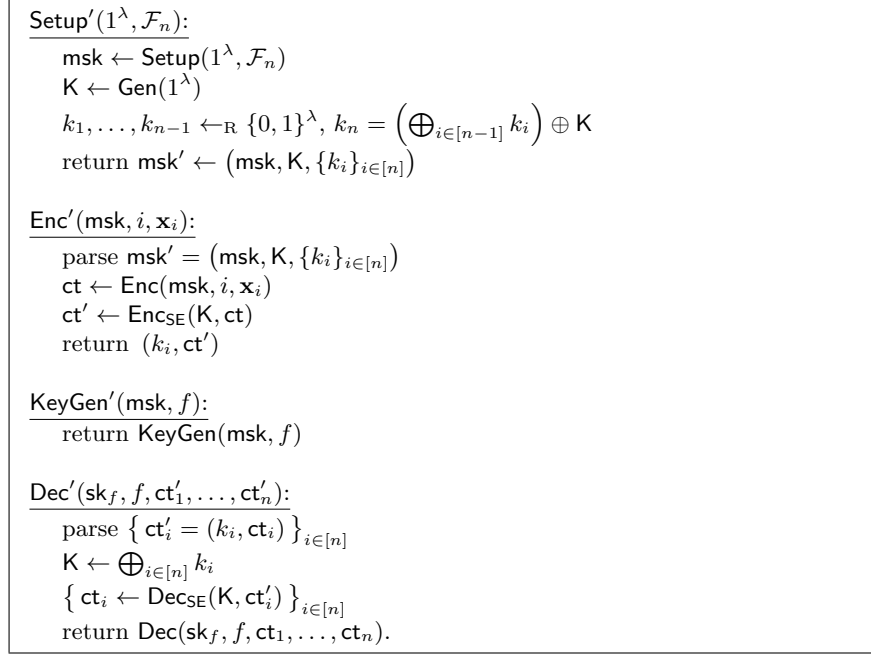 Setup′(1^λ, 𝓕_n):
msk ← Setup(1^λ, 𝓕_n)
K ← Gen(1^λ)
k_1, . . . , k_{n−1} ←_R {0, 1}^λ, k_n = (⨁_{i∈[n−1]} k_i) ⊕ K
return msk′ ← (msk, K, {k_i}_{i∈[n]})
Enc′(msk, i, 𝐱_i):
parse msk′ = (msk, K, {k_i}_{i∈[n]})
ct ← Enc(msk, i, 𝐱_i)
ct′ ← Enc_SE(K, ct)
return (k_i, ct′)
KeyGen′(msk, f):
return KeyGen(msk, f)
Dec′(sk_f, f, ct′_1, . . . , ct′_n):
parse { ct′_i = (k_i, ct_i) }_{i∈[n]}
K ← ⨁_{i∈[n]} k_i
{ ct_i ← Dec_SE(K, ct′_i) }_{i∈[n]}
return Dec(sk_f, f, ct_1, . . . , ct_n).